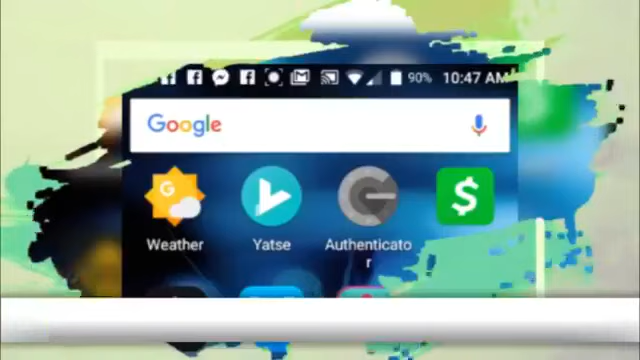 90% 10:47 AM
Google
Weather
Yatse
Authenticato
r